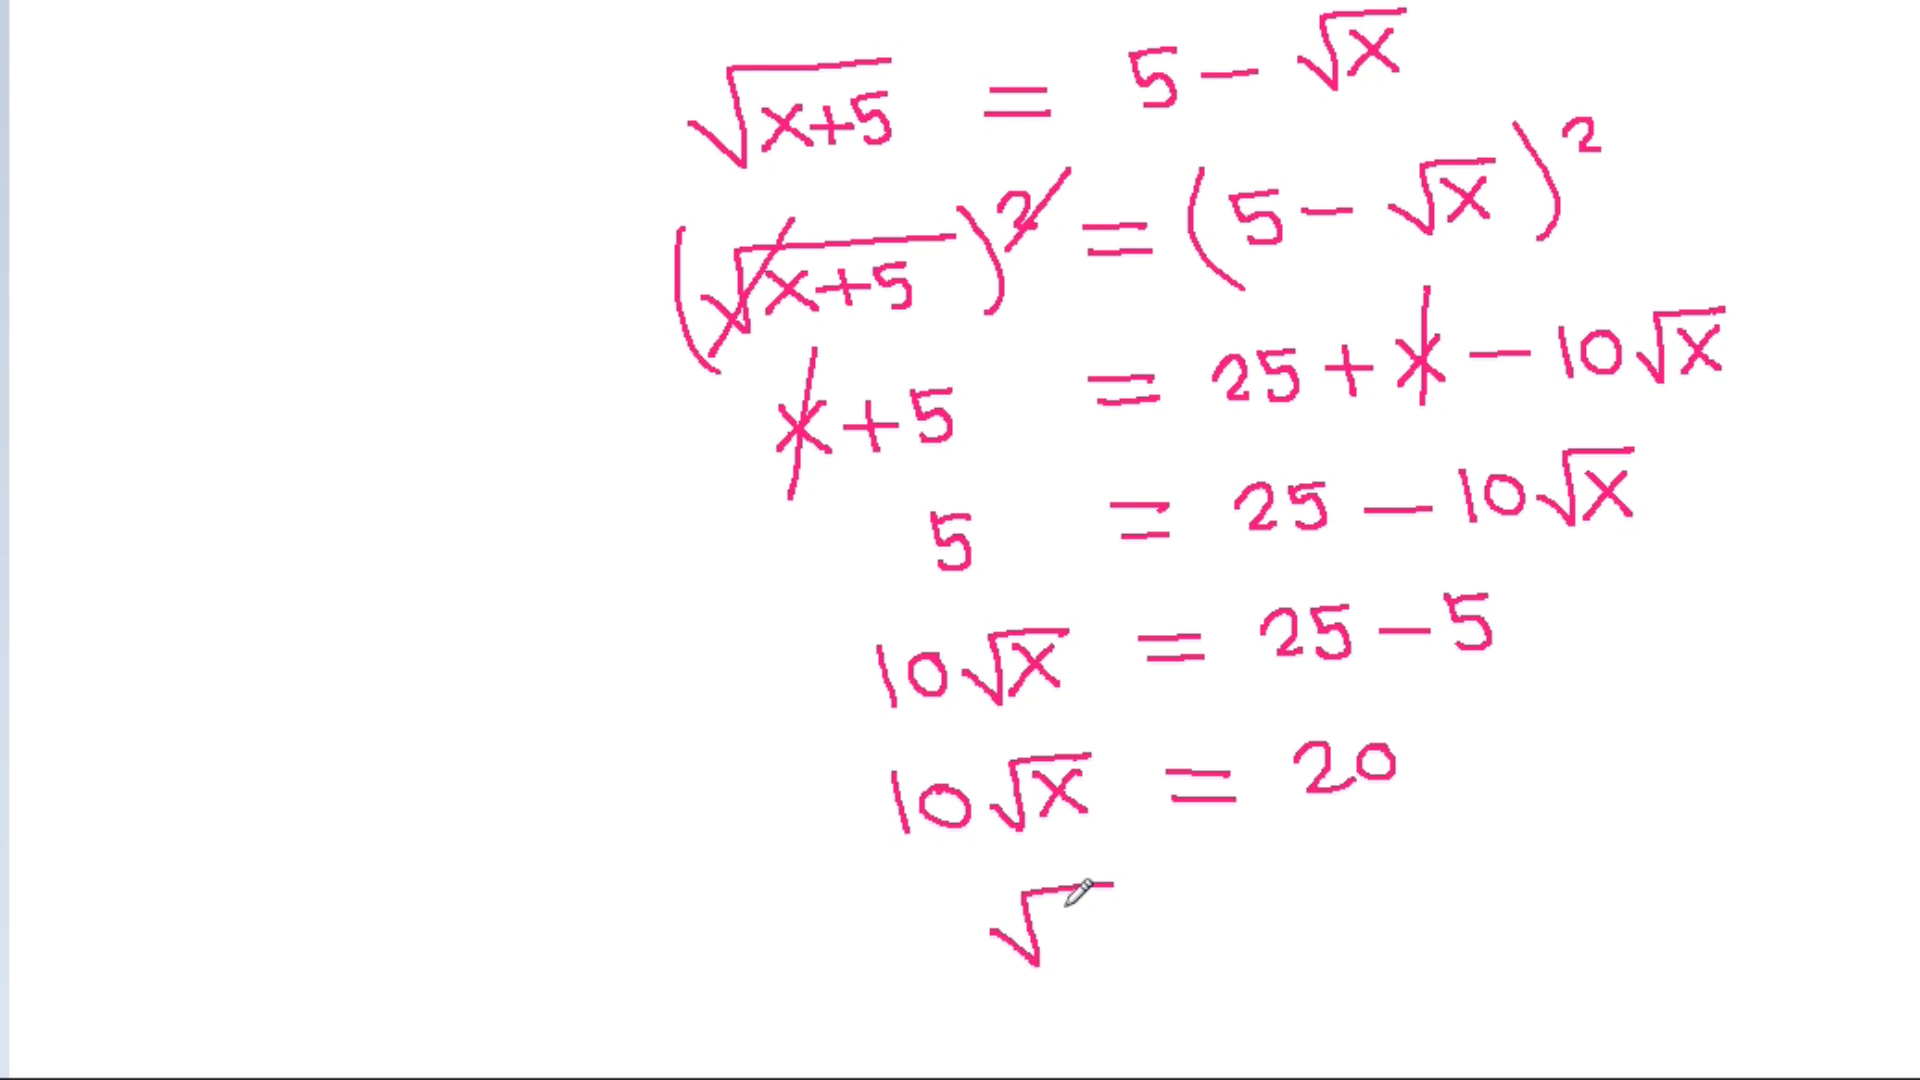 √(x+5) = 5 - √x
(√(x+5))² = (5 - √x)²
x + 5 = 25 + x - 10√x
5 = 25 - 10√x
10√x = 25 - 5
10√x = 20
√